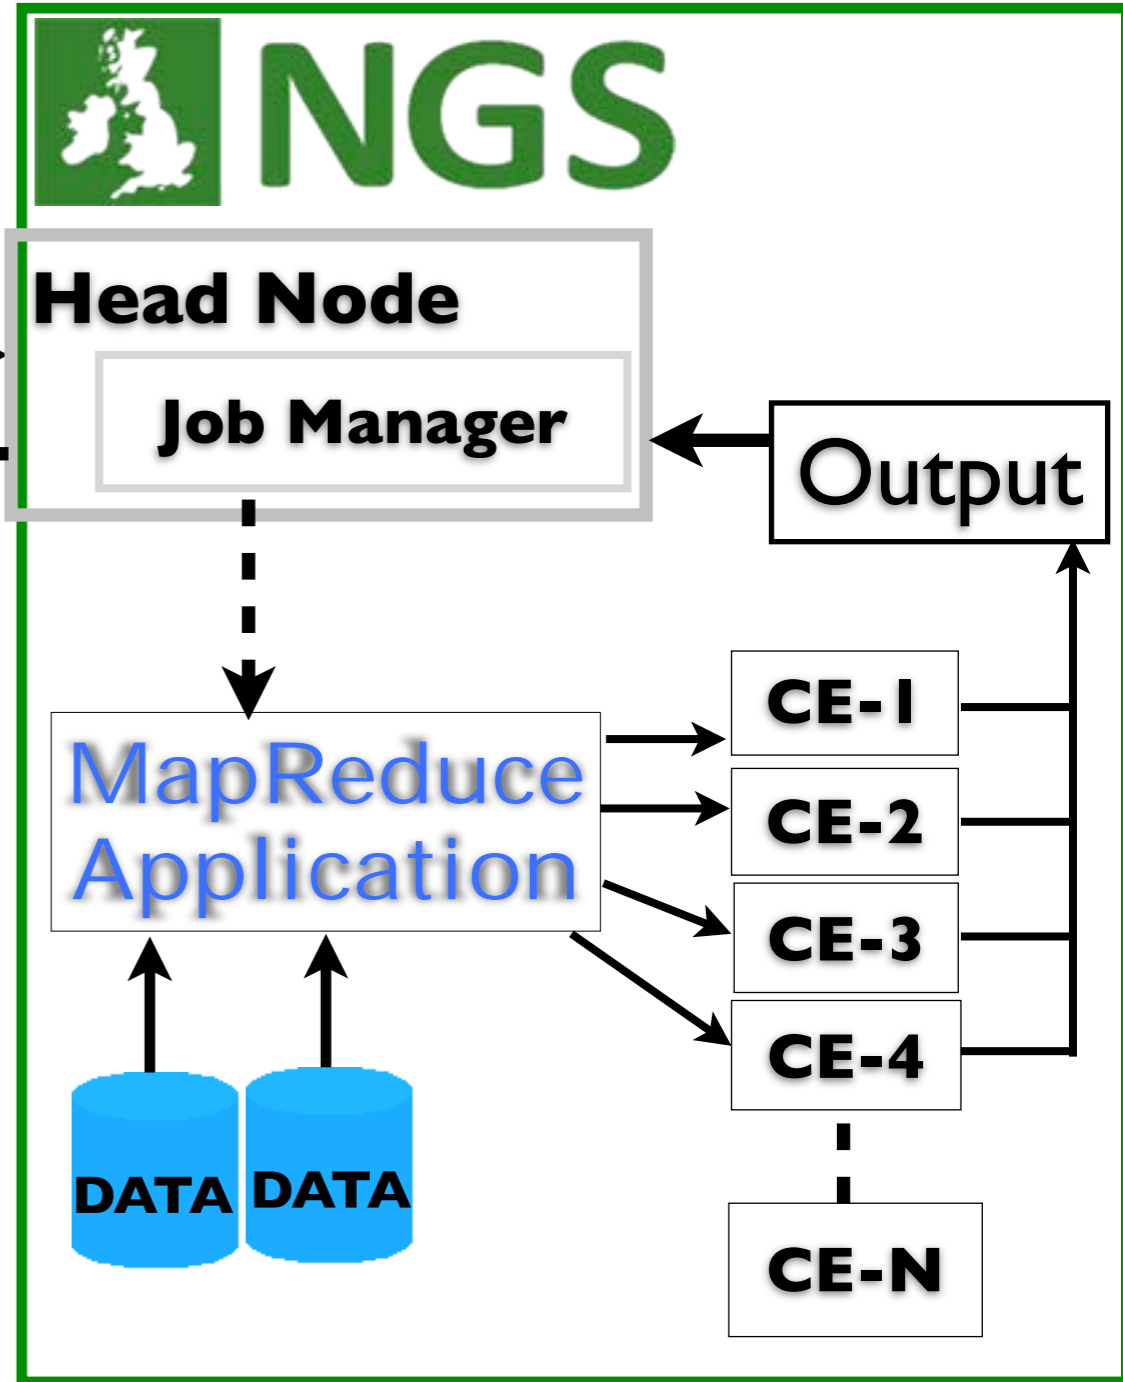 NGS
Head Node
Job Manager
Output
MapReduce
Application
CE-1
CE-2
CE-3
CE-4
CE-N
DATA
DATA